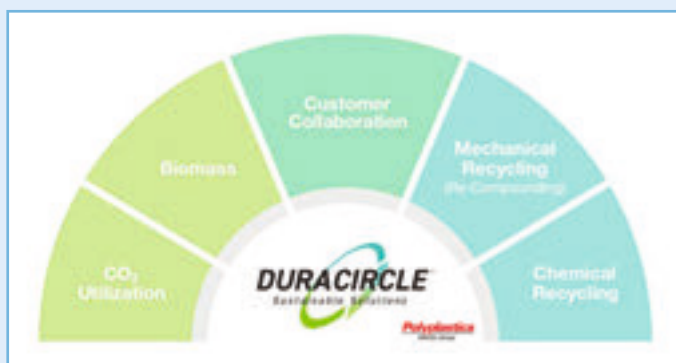 Customer
Collaboration
Biomass
Mechanical
Recycling
(Re-Compounding)
CO₂
Utilization
Chemical
Recycling
DURACIRCLE
Sustainable Solutions
Polyplastics